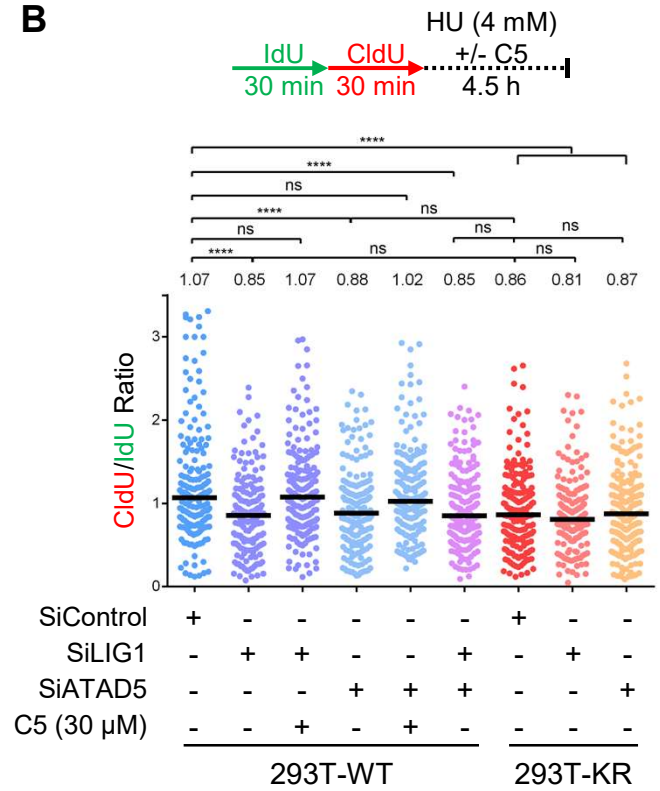 B
HU (4 mM)
IdU CldU +/- C5
30 min 30 min 4.5 h
****
****
ns
**** ns
ns ns ns
**** ns ns
1.07 0.85 1.07 0.88 1.02 0.85 0.86 0.81 0.87
CldU/IdU Ratio
3
2
1
0
SiControl + - - - - - + - -
SiLIG1 - + + - - + - + -
SiATAD5 - - - + + + - - +
C5 (30 µM) - - + - + - - - -
293T-WT 293T-KR